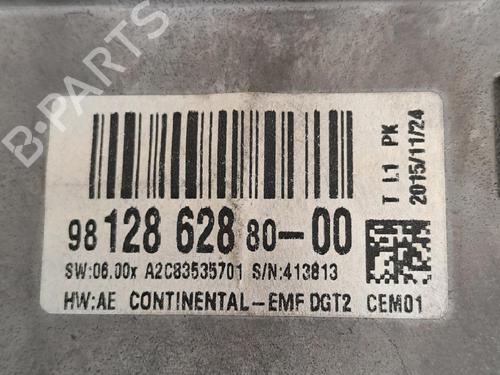 B-PARTS
98 128 628 80-00
SW:06.00x A2C83535701 S/N:413813
HW:AE CONTINENTAL-EMF DGT2 CEM01
T L1 PK
2015/11/24